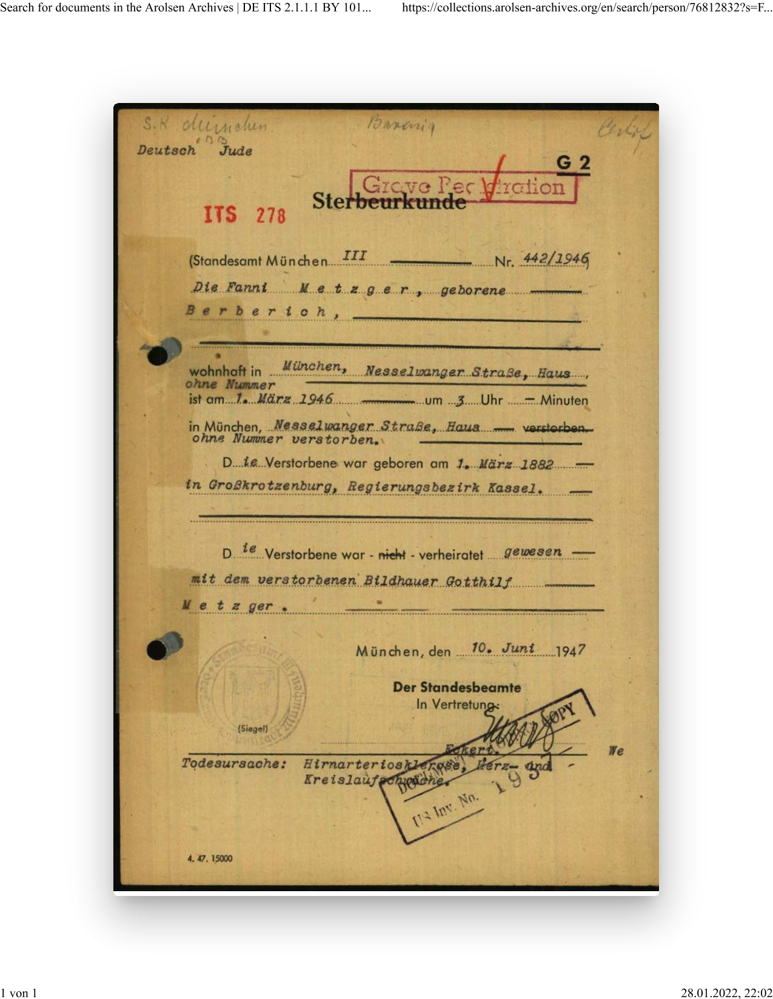 Search for documents in the Arolsen Archives | DE ITS 2.1.1.1 BY 101... https://collections.arolsen-archives.org/en/search/person/76812832?s=F...
S.K München Bavaria Certif
Deutsch Jude
G 2
Grave Registration
Sterbeurkunde
ITS 278
(Standesamt München III Nr. 442/1946)
Die Fanni Metzger, geborene
Berberich,
wohnhaft in München, Nesselwanger Straße, Haus,
ohne Nummer
ist am 1. März 1946 um 3 Uhr - Minuten
in München, Nesselwanger Straße, Haus verstorben.
ohne Nummer verstorben.
Die Verstorbene war geboren am 1. März 1882
in Großkrotzenburg, Regierungsbezirk Kassel.
Die Verstorbene war - nicht - verheiratet gewesen
mit dem verstorbenen Bildhauer Gotthilf
Metzger.
München, den 10. Juni 1947
Der Standesbeamte
In Vertretung:
(Siegel)
Eckert. We
Todesursache: Hirnarteriosklerose, Herz- und
Kreislaufschwäche.
DOCUMENT COPY
US Inv. No. 1937
4. 47. 15000
1 von 1 28.01.2022, 22:02